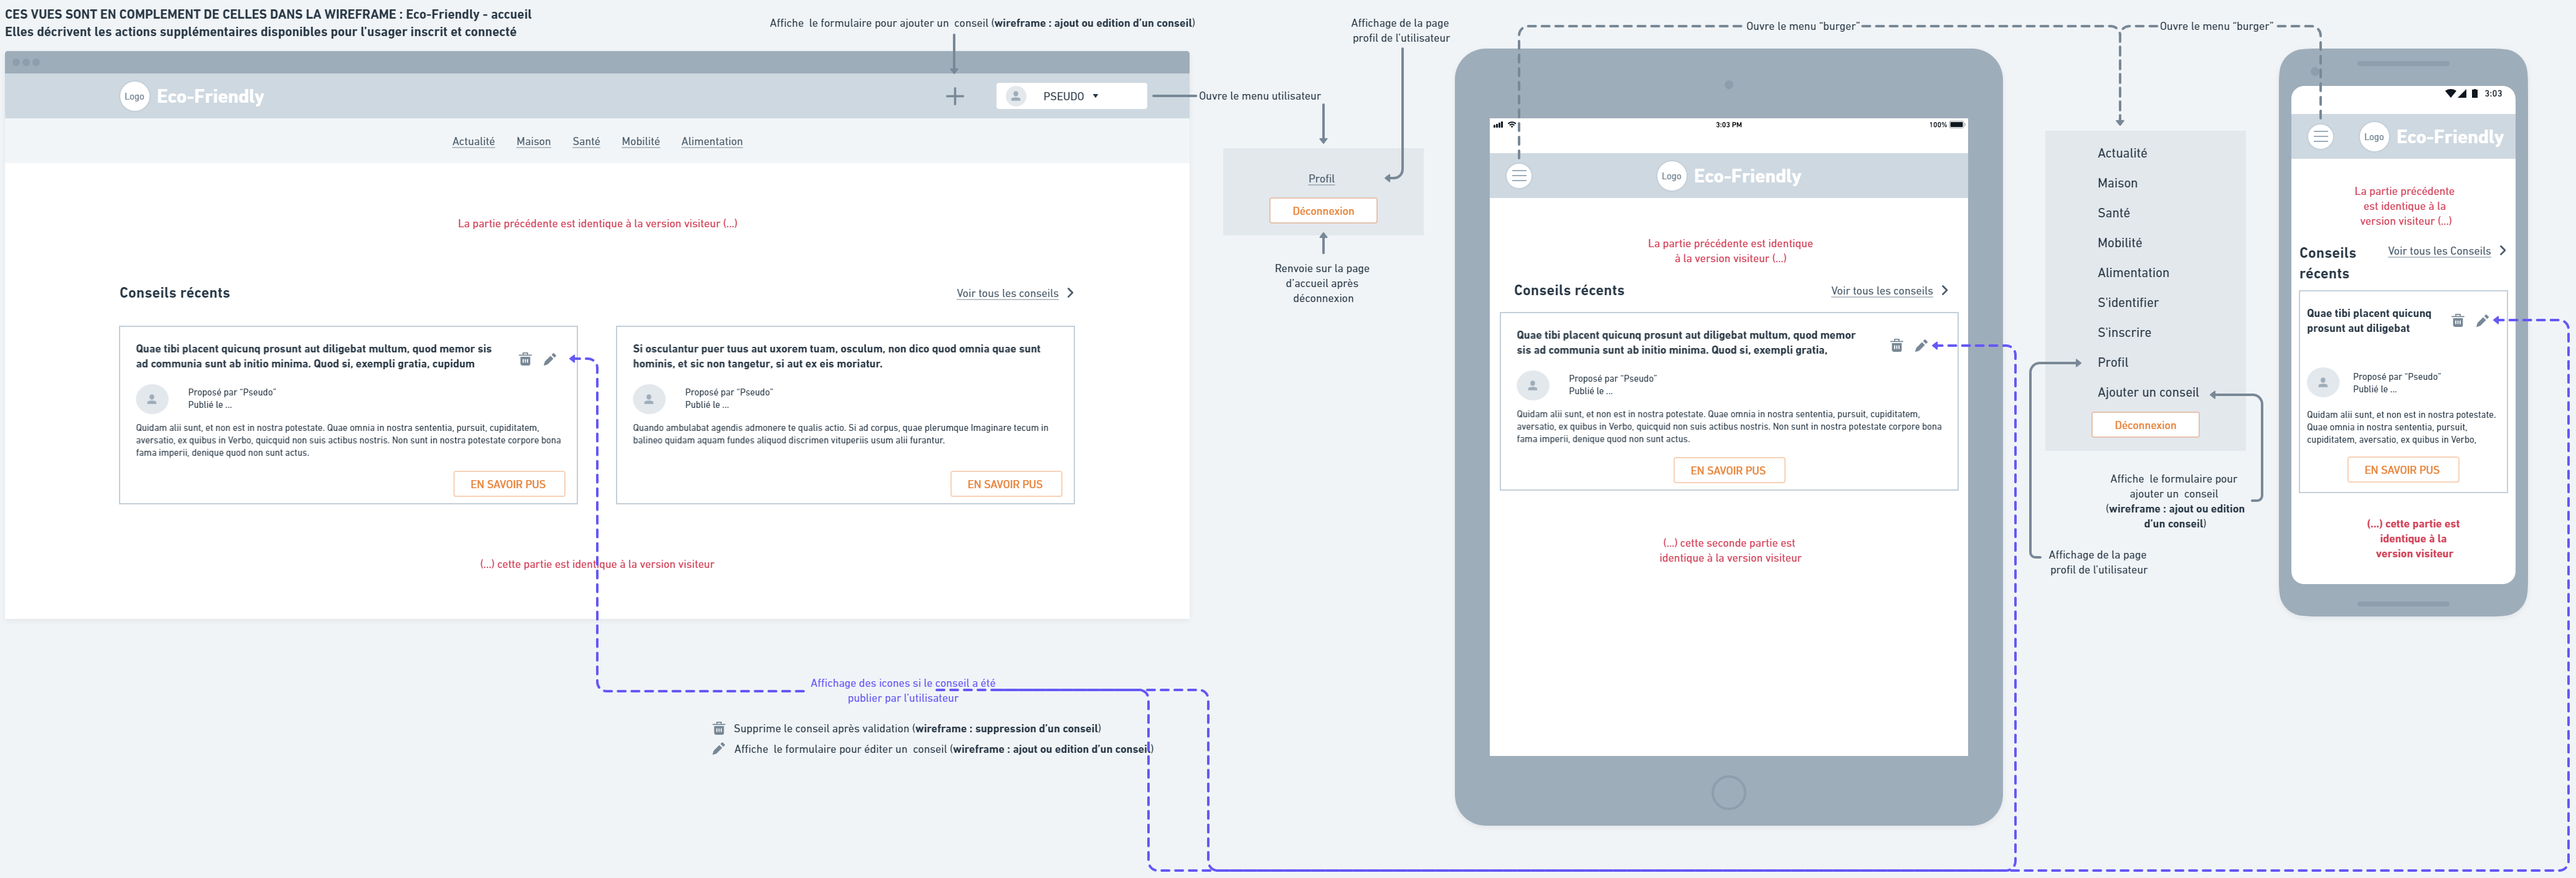 CES VUES SONT EN COMPLEMENT DE CELLES DANS LA WIREFRAME : Eco-Friendly - accueil
Elles décrivent les actions supplémentaires disponibles pour l'usager inscrit et connecté
Affiche le formulaire pour ajouter un conseil (wireframe : ajout ou edition d'un conseil)
Logo
Eco-Friendly
PSEUDO
Actualité
Maison
Santé
Mobilité
Alimentation
La partie précédente est identique à la version visiteur (...)
Conseils récents
Voir tous les conseils
Quae tibi placent quicunq prosunt aut diligebat multum, quod memor sis
ad communia sunt ab initio minima. Quod si, exempli gratia, cupidum
Proposé par "Pseudo"
Publié le ...
Quidam alii sunt, et non est in nostra potestate. Quae omnia in nostra sententia, pursuit, cupiditatem,
aversatio, ex quibus in Verbo, quicquid non suis actibus nostris. Non sunt in nostra potestate corpore bona
fama imperii, denique quod non sunt actus.
EN SAVOIR PUS
Si osculantur puer tuus aut uxorem tuam, osculum, non dico quod omnia quae sunt
hominis, et sic non tangetur, si aut ex eis moriatur.
Proposé par "Pseudo"
Publié le ...
Quando ambulabat agendis admonere te qualis actio. Si ad corpus, quae plerumque Imaginare tecum in
balineo quidam aquam fundes aliquod discrimen vituperiis usum alii furantur.
EN SAVOIR PUS
(...) cette partie est identique à la version visiteur
Affichage des icones si le conseil a été
publier par l'utilisateur
Supprime le conseil après validation (wireframe : suppression d'un conseil)
Affiche le formulaire pour éditer un conseil (wireframe : ajout ou edition d'un conseil)
Ouvre le menu utilisateur
Affichage de la page
profil de l'utilisateur
Profil
Déconnexion
Renvoie sur la page
d'accueil après
déconnexion
Ouvre le menu "burger"
3:03 PM
100%
Logo
Eco-Friendly
La partie précédente est identique
à la version visiteur (...)
Conseils récents
Voir tous les conseils
Quae tibi placent quicunq prosunt aut diligebat multum, quod memor
sis ad communia sunt ab initio minima. Quod si, exempli gratia,
Proposé par "Pseudo"
Publié le ...
Quidam alii sunt, et non est in nostra potestate. Quae omnia in nostra sententia, pursuit, cupiditatem,
aversatio, ex quibus in Verbo, quicquid non suis actibus nostris. Non sunt in nostra potestate corpore bona
fama imperii, denique quod non sunt actus.
EN SAVOIR PUS
(...) cette seconde partie est
identique à la version visiteur
Actualité
Maison
Santé
Mobilité
Alimentation
S'identifier
S'inscrire
Profil
Ajouter un conseil
Déconnexion
Affiche le formulaire pour
ajouter un conseil
(wireframe : ajout ou edition
d'un conseil)
Affichage de la page
profil de l'utilisateur
Ouvre le menu "burger"
3:03
Logo
Eco-Friendly
La partie précédente
est identique à la
version visiteur (...)
Conseils
récents
Voir tous les Conseils
Quae tibi placent quicunq
prosunt aut diligebat
Proposé par "Pseudo"
Publié le ...
Quidam alii sunt, et non est in nostra potestate.
Quae omnia in nostra sententia, pursuit,
cupiditatem, aversatio, ex quibus in Verbo,
EN SAVOIR PUS
(...) cette partie est
identique à la
version visiteur